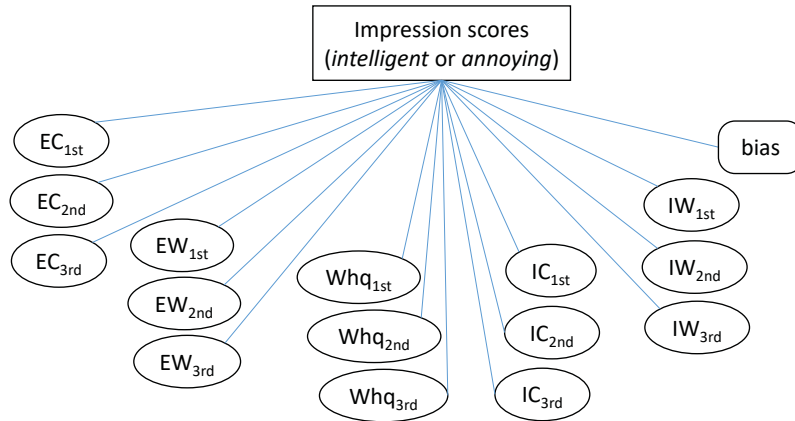 Impression scores
(intelligent or annoying)
EC1st
EC2nd
EC3rd
EW1st
EW2nd
EW3rd
Whq1st
Whq2nd
Whq3rd
IC1st
IC2nd
IC3rd
bias
IW1st
IW2nd
IW3rd